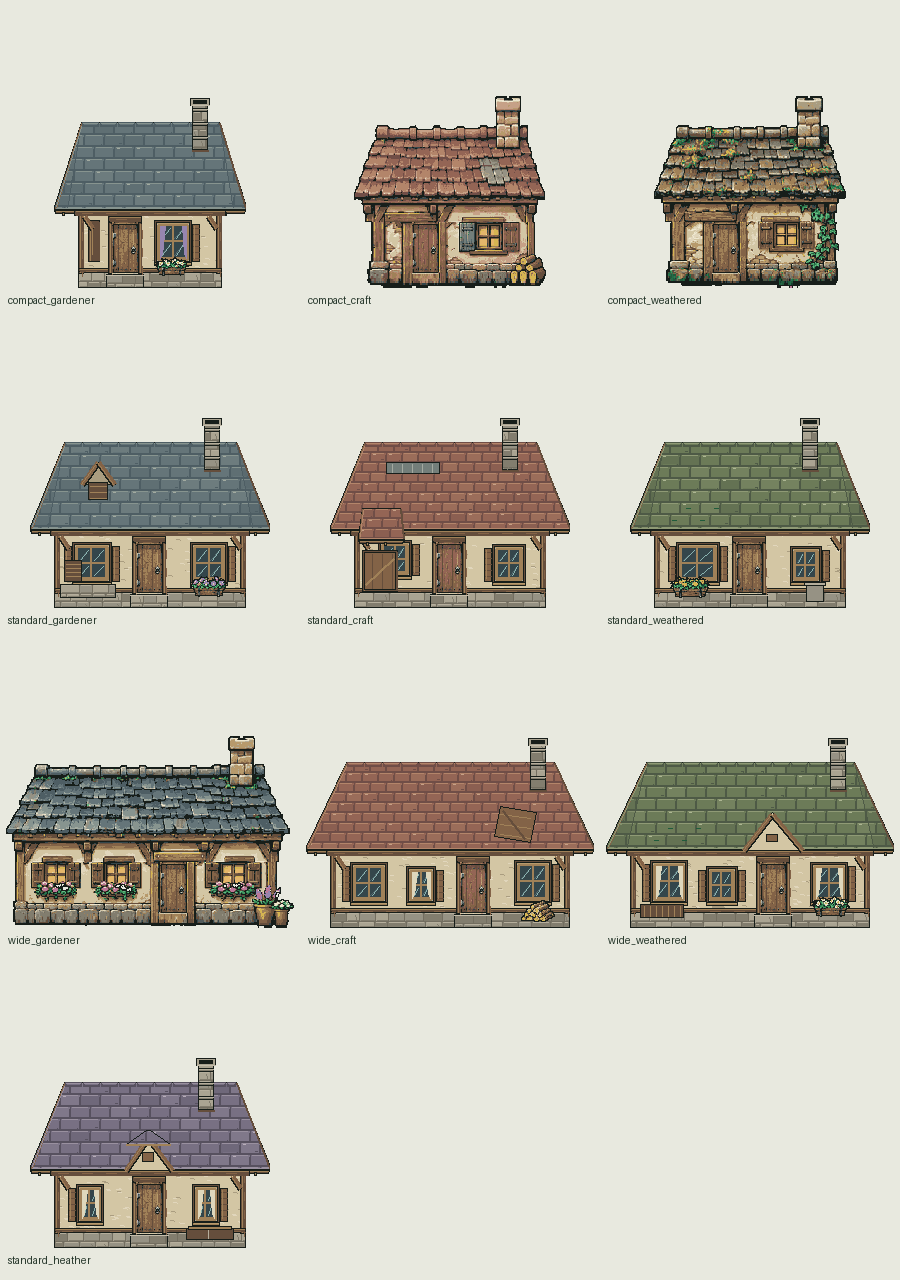 compact_gardener
compact_craft
compact_weathered
standard_gardener
standard_craft
standard_weathered
wide_gardener
wide_craft
wide_weathered
standard_heather